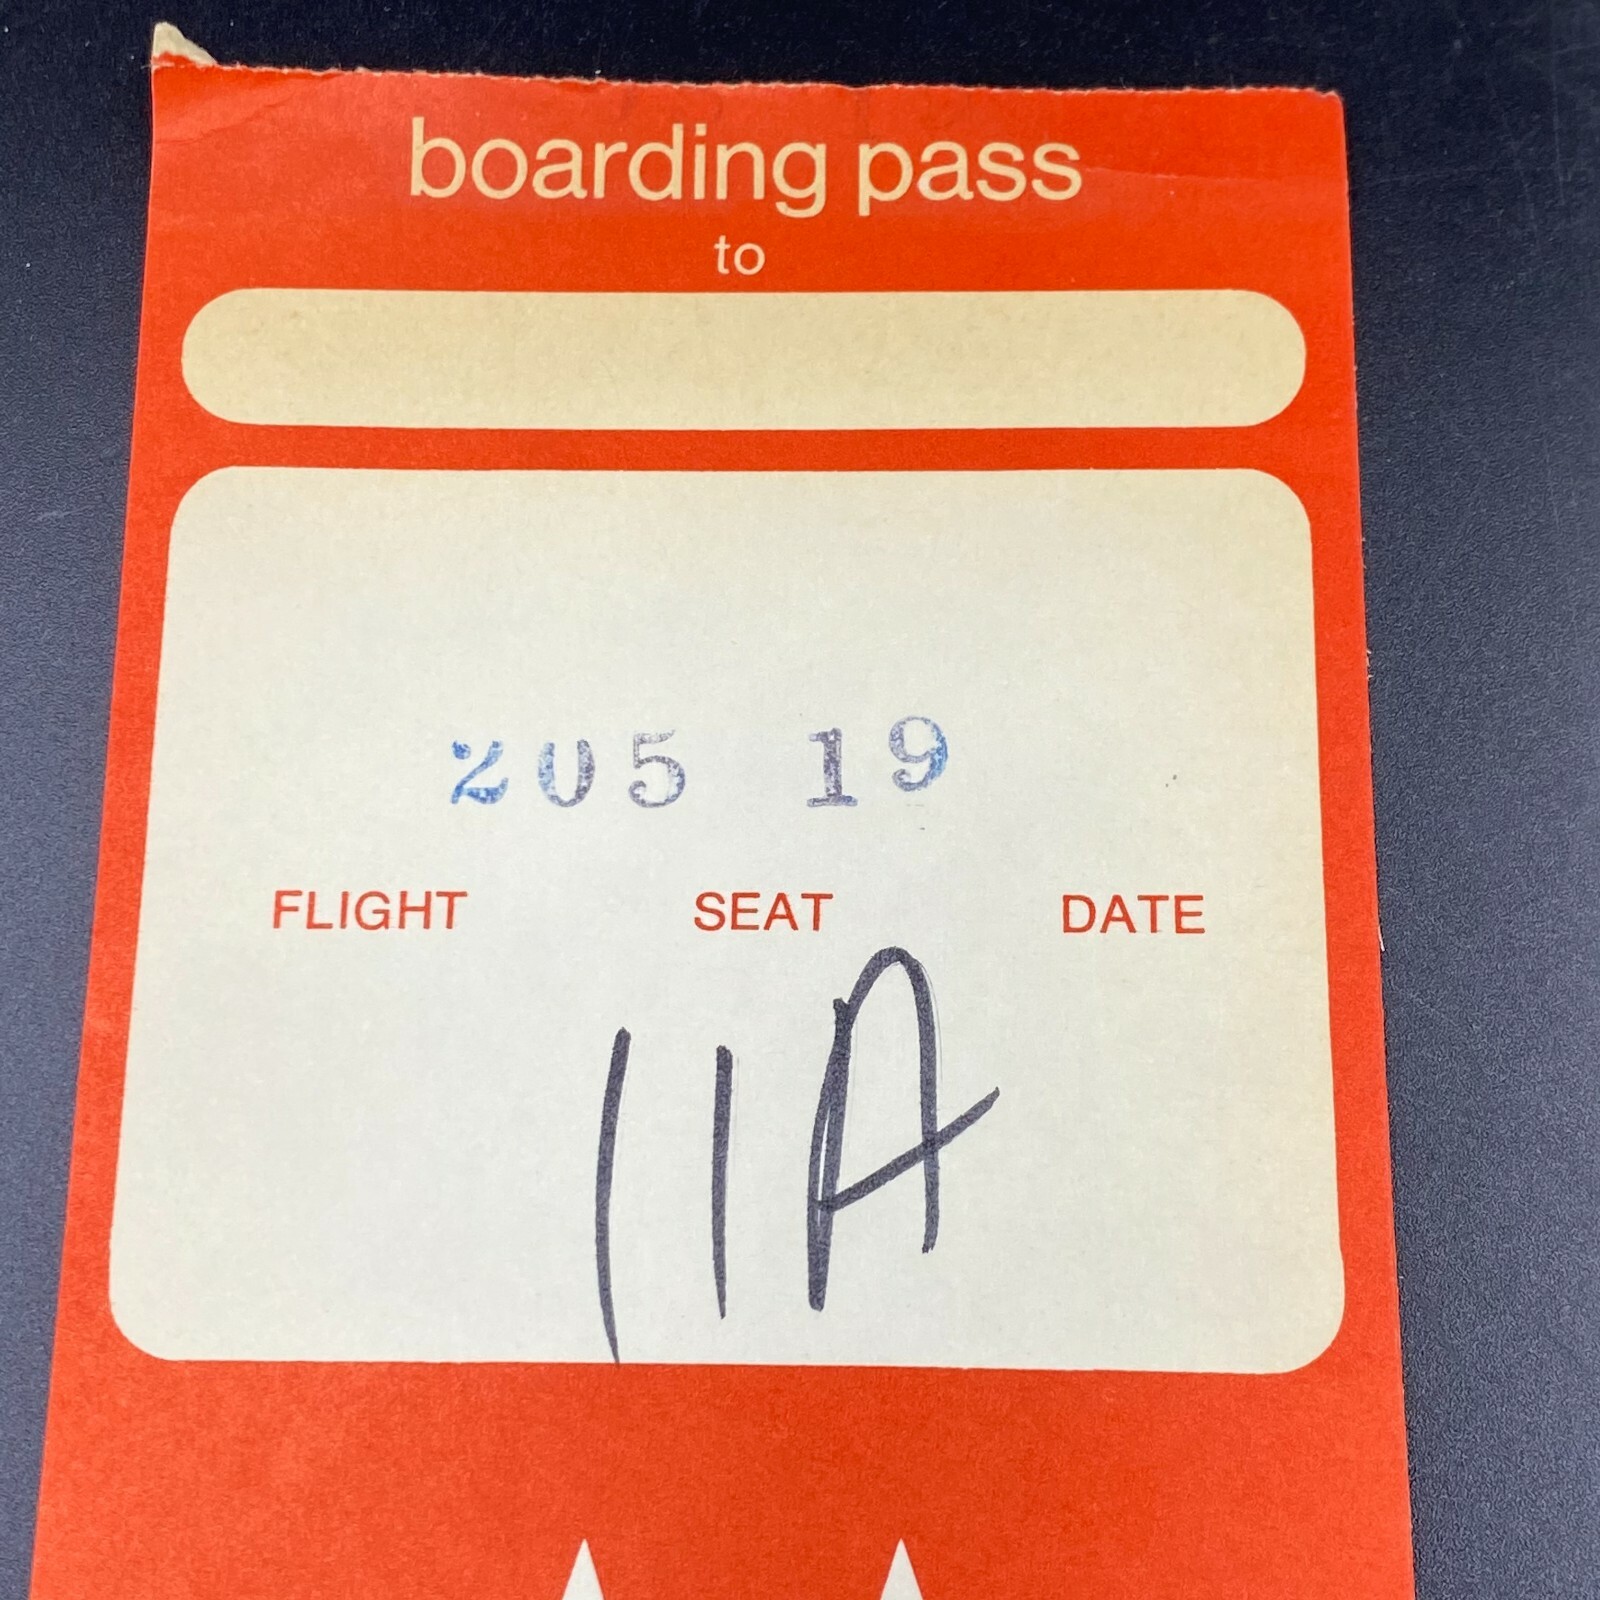 boarding pass
to
205 19
FLIGHT SEAT DATE
11A